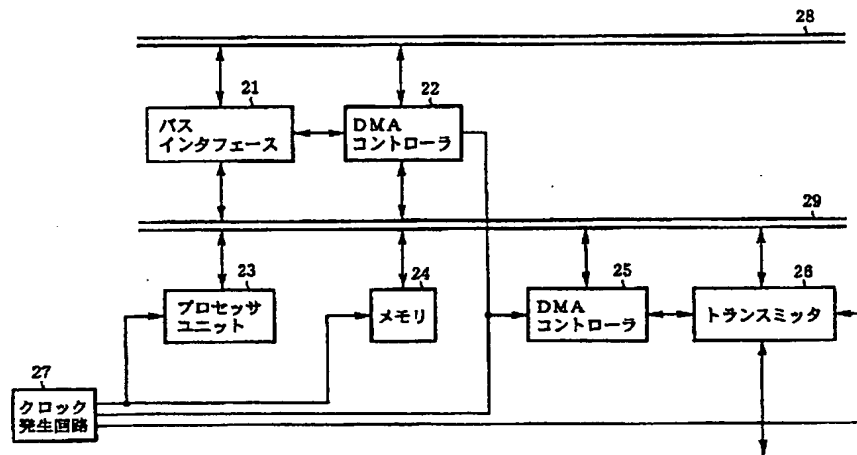 28
21
バス
インタフェース
22
DMA
コントローラ
29
23
プロセッサ
ユニット
24
メモリ
25
DMA
コントローラ
26
トランスミッタ
27
クロック
発生回路